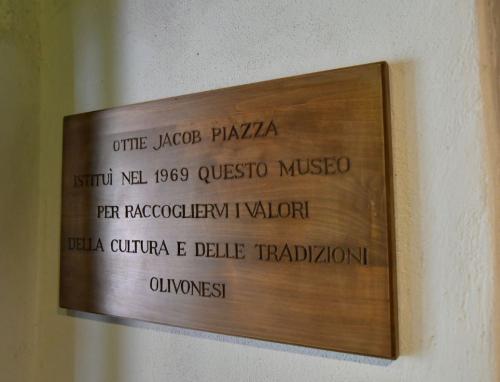 OTTIE JACOB PIAZZA
ISTITUÌ NEL 1969 QUESTO MUSEO
PER RACCOGLIERVI I VALORI
DELLA CULTURA E DELLE TRADIZIONI
OLIVONESI